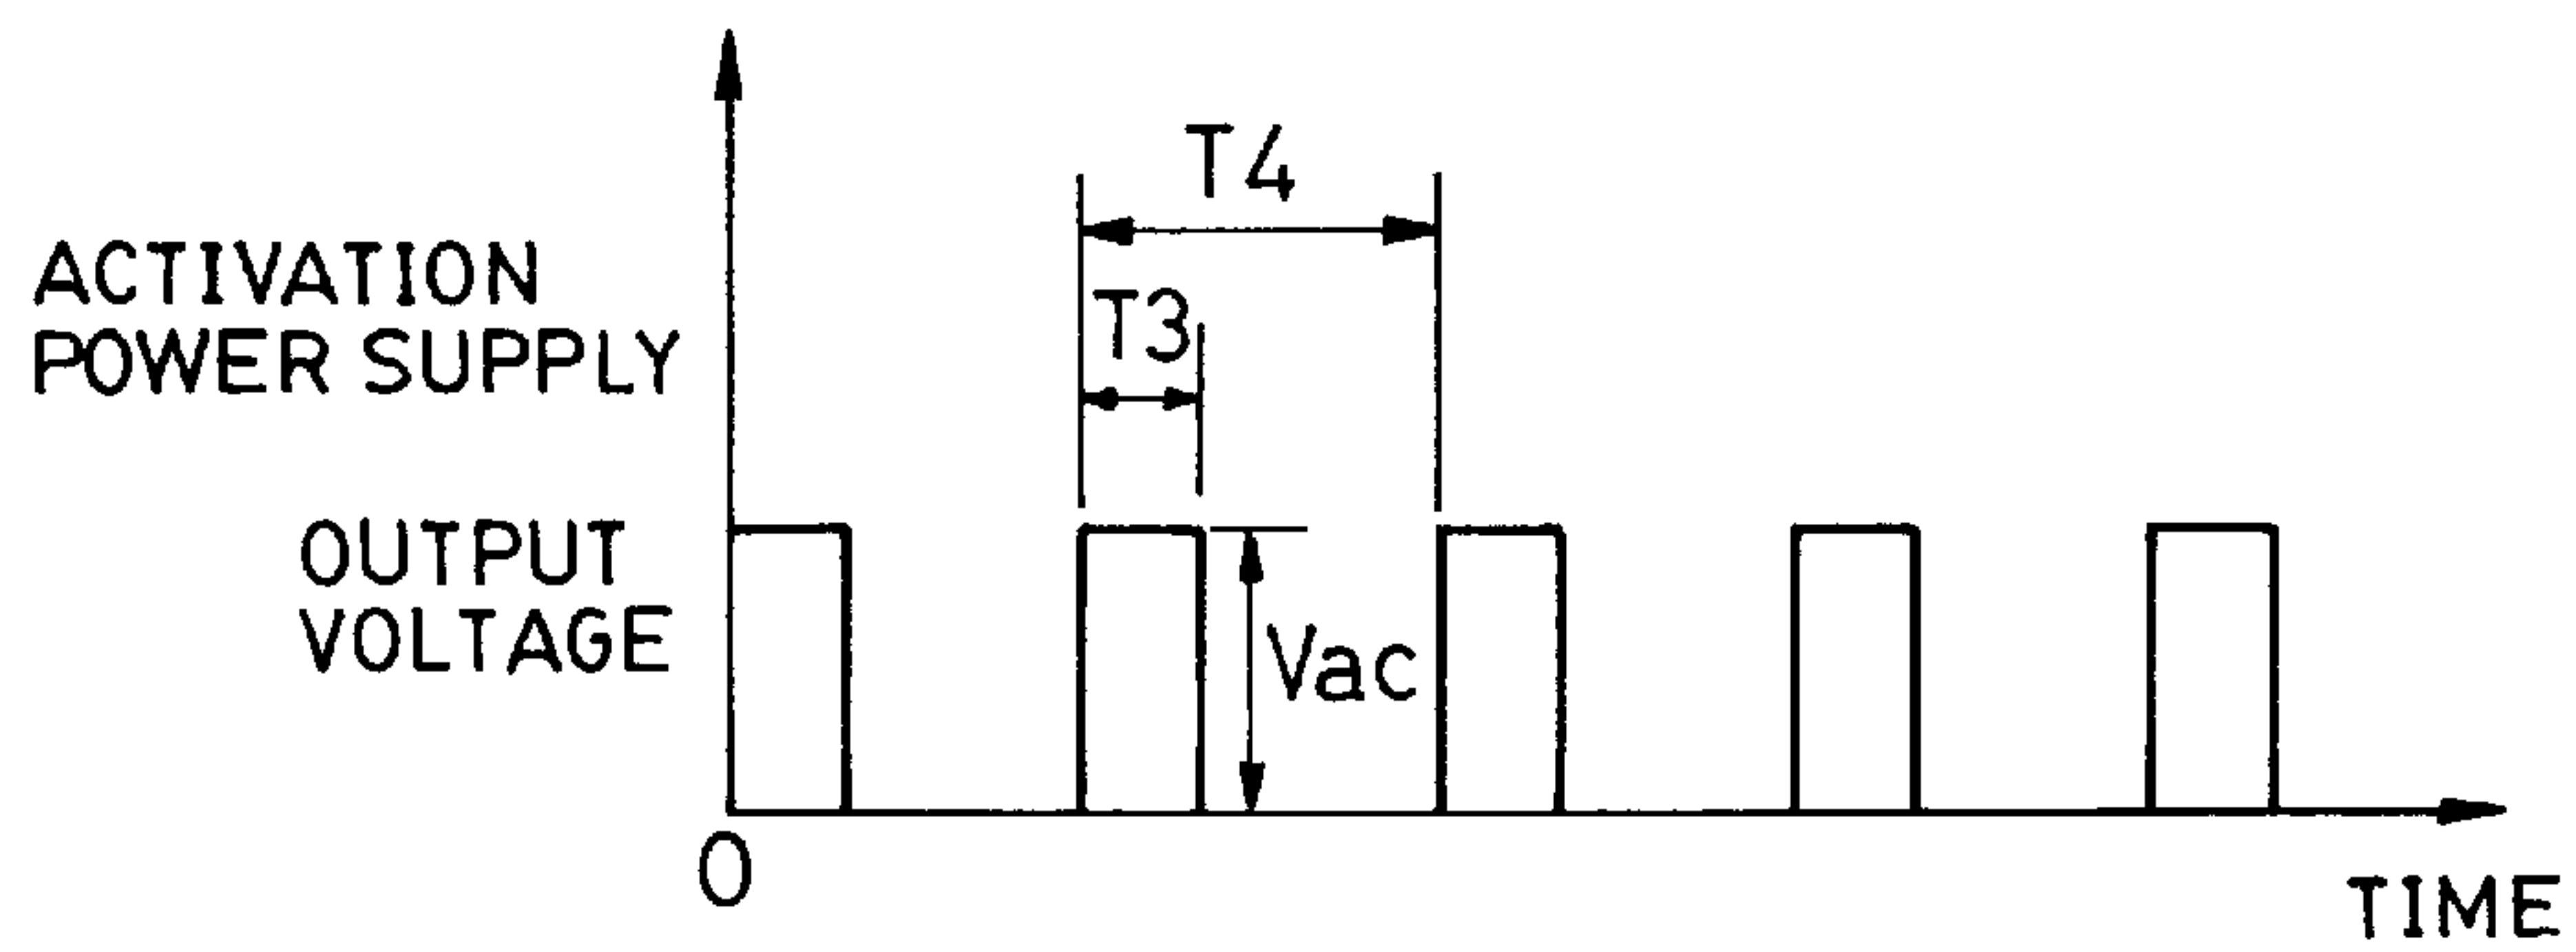 T4
ACTIVATION
POWER SUPPLY
T3
OUTPUT
VOLTAGE
Vac
0
TIME